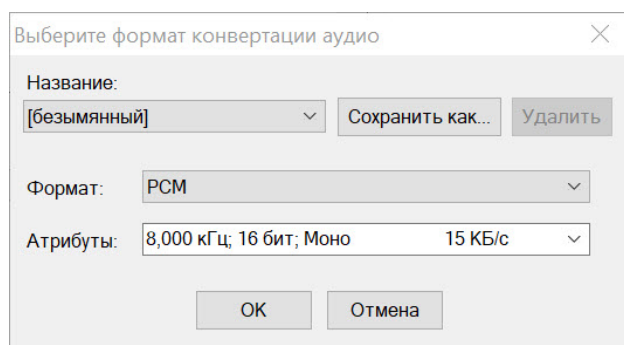 Выберите формат конвертации аудио
Название:
[безымянный] Сохранить как... Удалить
Формат: PCM
Атрибуты: 8,000 кГц; 16 бит; Моно 15 КБ/с
OK Отмена